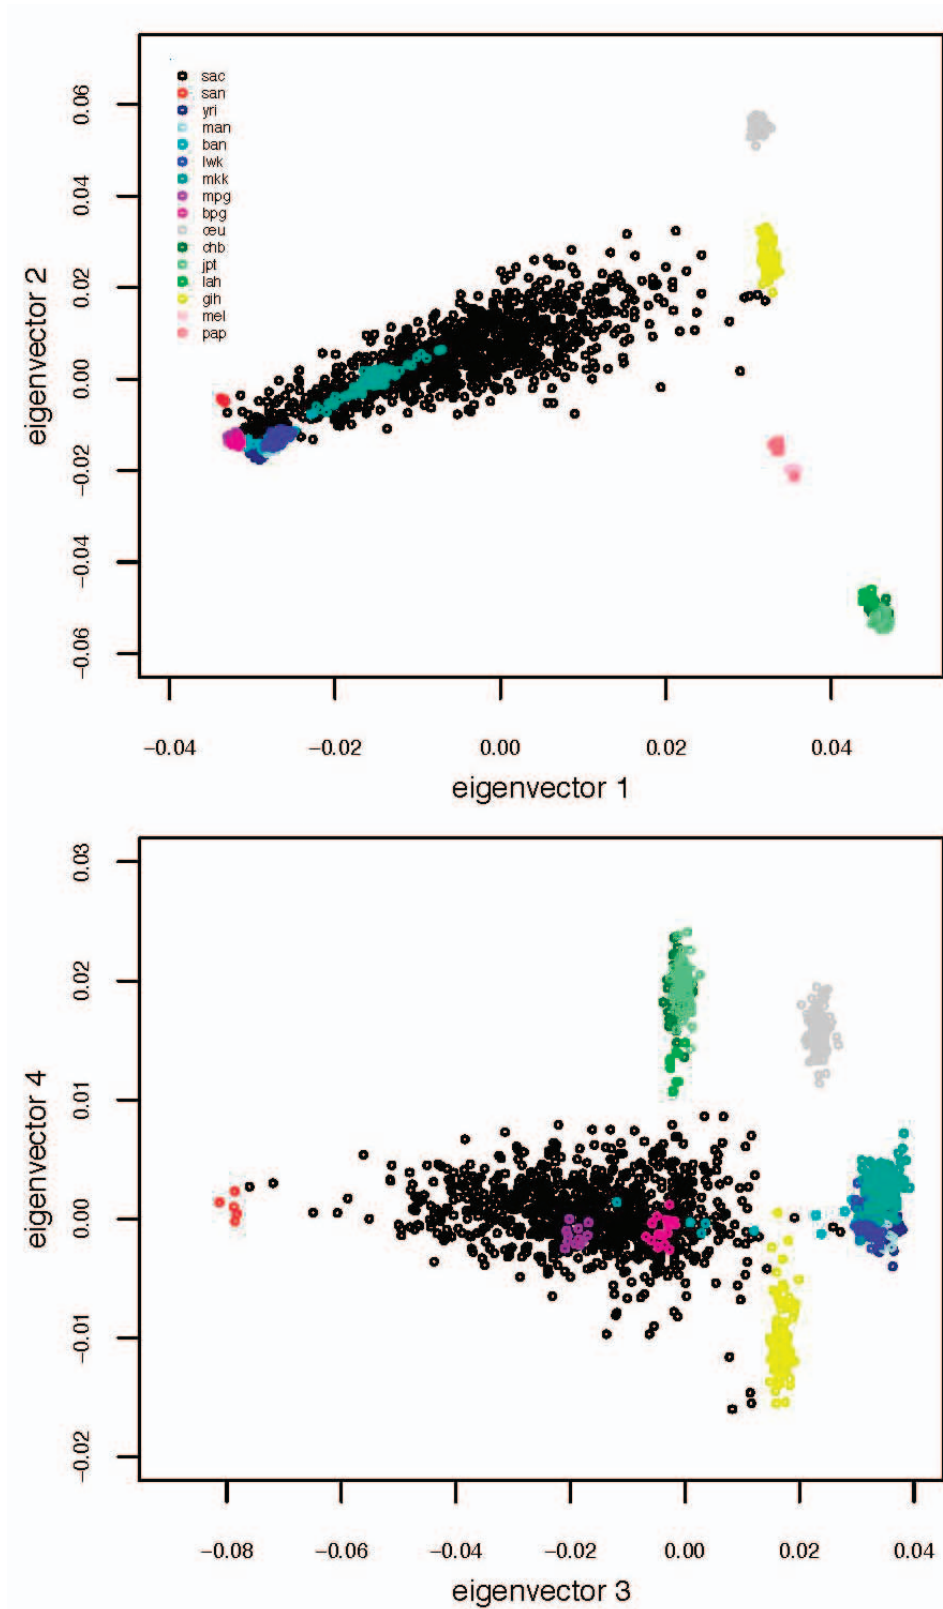 sac
san
yri
man
ban
lwk
mkk
mpg
bpg
ceu
chb
jpt
lah
gih
mel
pap
eigenvector 2
0.06
0.04
0.02
0.00
−0.02
−0.04
−0.06
−0.04 −0.02 0.00 0.02 0.04
eigenvector 1
eigenvector 4
0.03
0.02
0.01
0.00
−0.01
−0.02
−0.08 −0.06 −0.04 −0.02 0.00 0.02 0.04
eigenvector 3